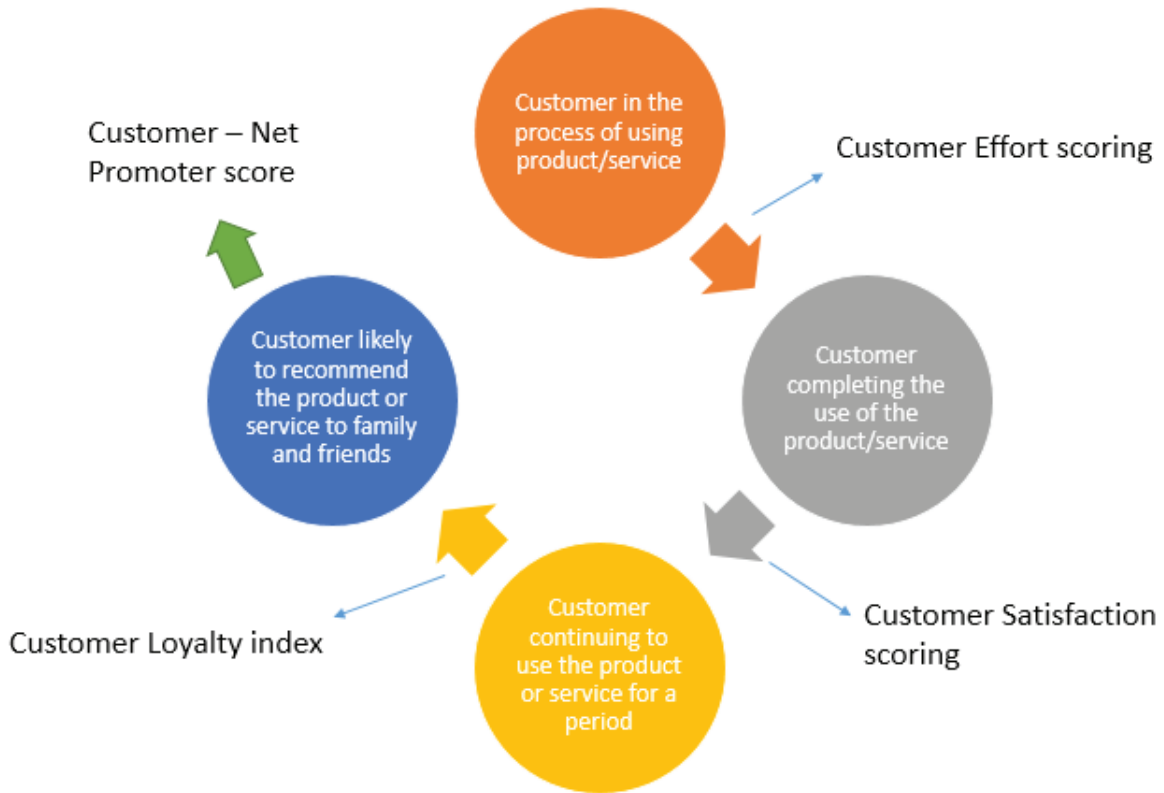 Customer in the
process of using
product/service
Customer Effort scoring
Customer
completing the
use of the
product/service
Customer Satisfaction
scoring
Customer
continuing to
use the product
or service for a
period
Customer Loyalty index
Customer likely
to recommend
the product or
service to family
and friends
Customer – Net
Promoter score